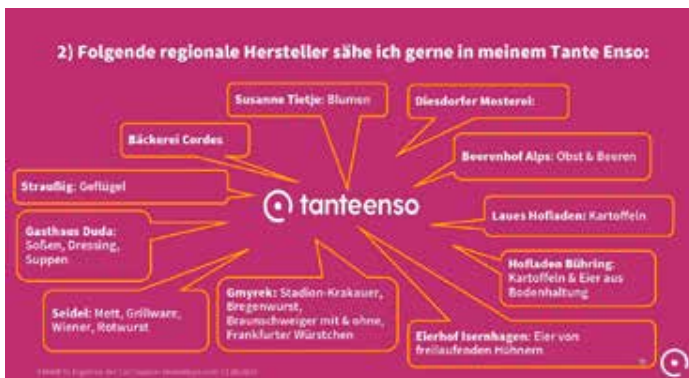 2) Folgende regionale Hersteller sähe ich gerne in meinem Tante Enso:
Susanne Tietje: Blumen
Diesdorfer Mosterei:
Bäckerei Cordes
Beerenhof Alps: Obst & Beeren
Straußig: Geflügel
tanteenso
Laues Hofladen: Kartoffeln
Gasthaus Duda:
Soßen, Dressing,
Suppen
Hofladen Bühring:
Kartoffeln & Eier aus
Bodenhaltung
Seidel: Mett, Grillware,
Wiener, Rotwurst
Gmyrek: Stadion-Krakauer,
Bregenwurst,
Braunschweiger mit & ohne,
Frankfurter Würstchen
Eierhof Isernhagen: Eier von
freilaufenden Hühnern